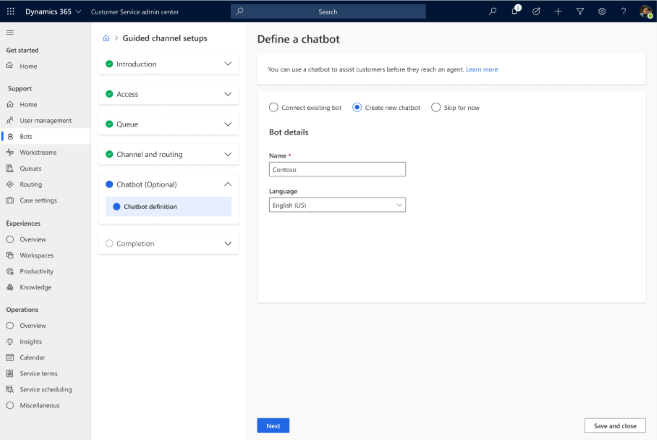 Dynamics 365
Customer Service admin center
Search
1
?
Get started
Home
Support
Home
User management
Bots
Workstreams
Queues
Routing
Case settings
Experiences
Overview
Workspaces
Productivity
Knowledge
Operations
Overview
Insights
Calendar
Service terms
Service scheduling
Miscellaneous
Guided channel setups
Introduction
Access
Queue
Channel and routing
Chatbot (Optional)
Chatbot definition
Completion
Define a chatbot
You can use a chatbot to assist customers before they reach an agent. Learn more
Connect exisiting bot Create new chatbot Skip for now
Bot details
Name *
Contoso
Language
English (US)
Next
Save and close